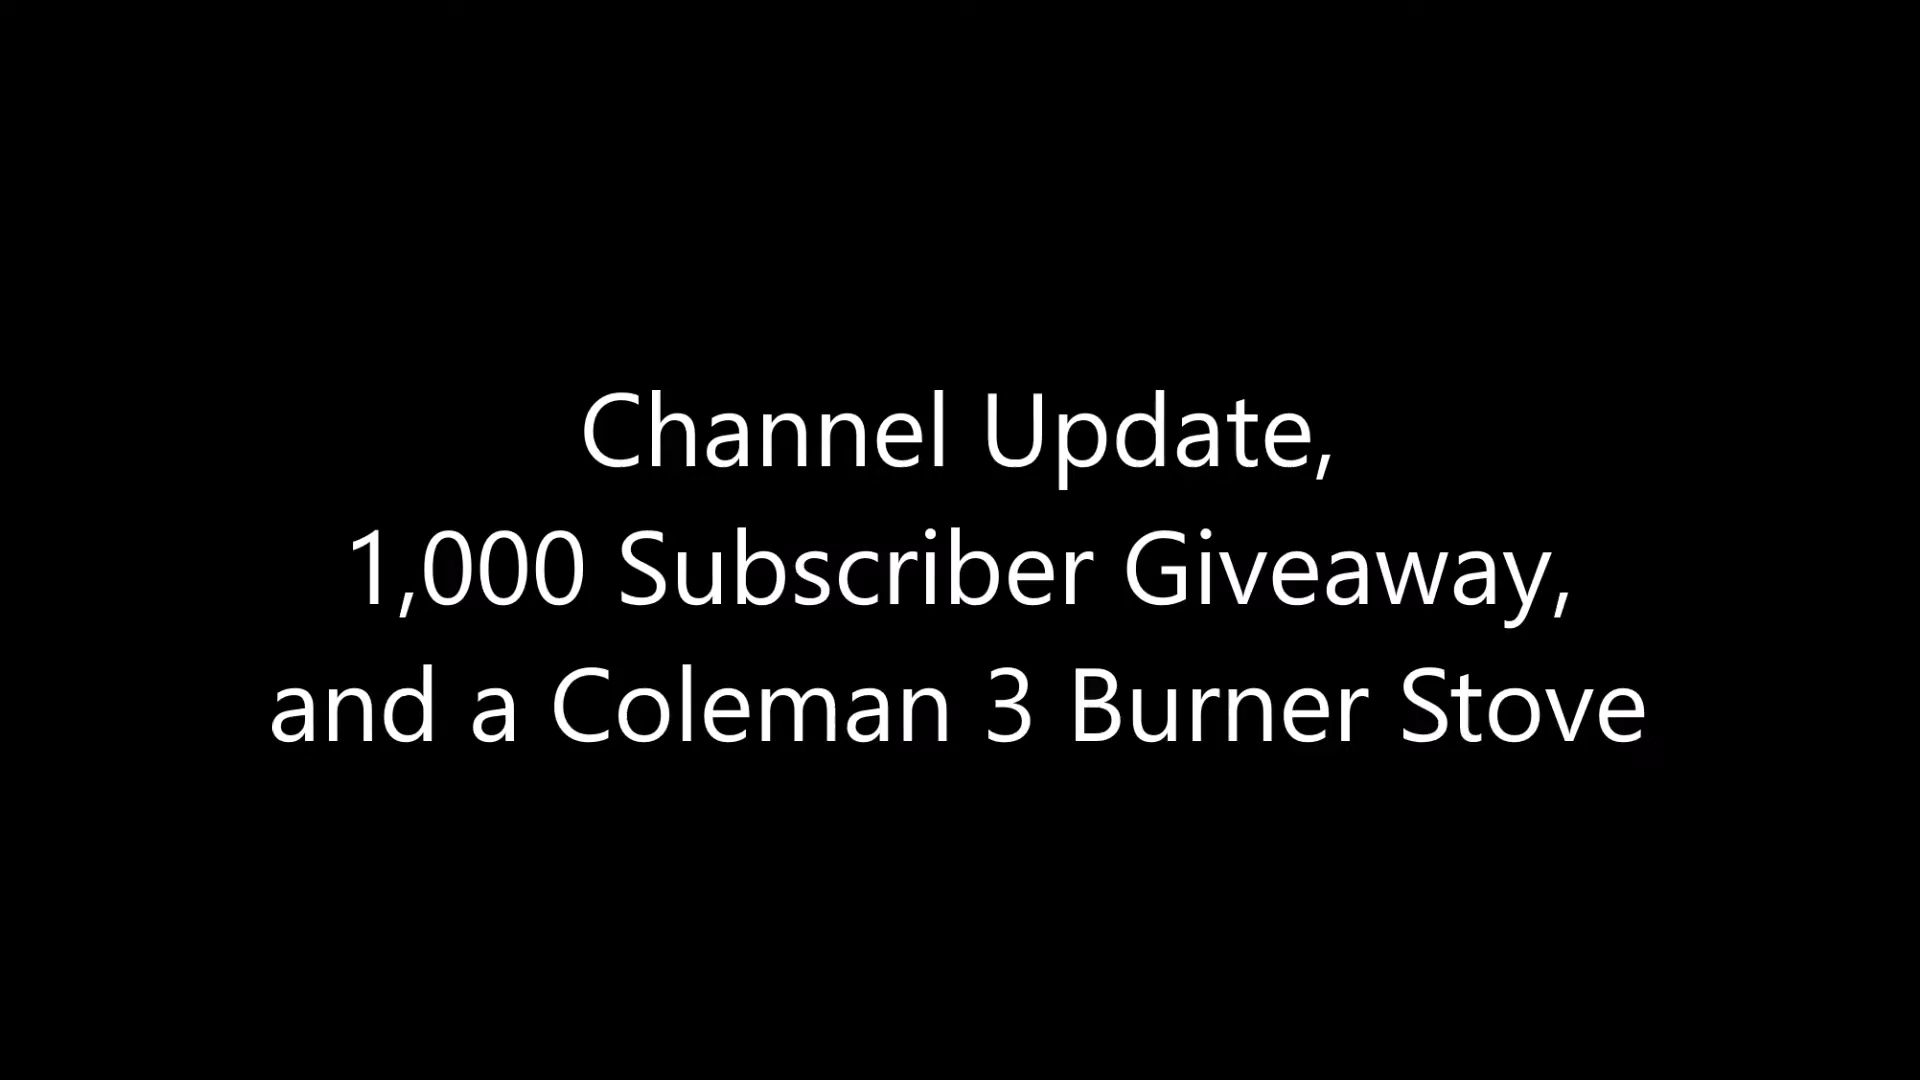 Channel Update,
1,000 Subscriber Giveaway,
and a Coleman 3 Burner Stove